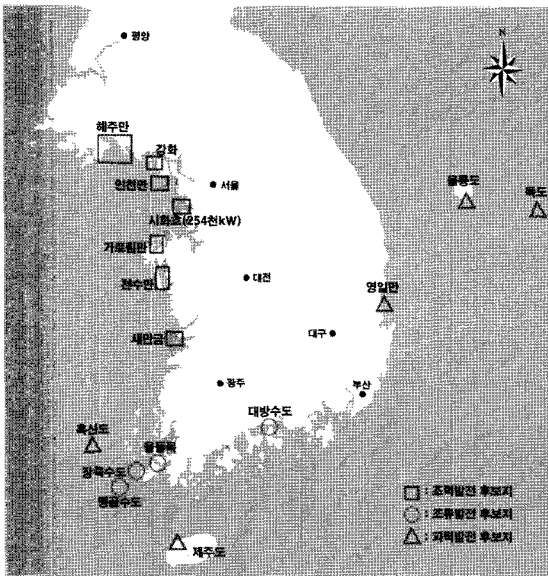 N
평양
해주만
강화
인천만
서울
시화호(254천kW)
울릉도
독도
가로림만
천수만
대전
영일만
새만금
대구
광주
부산
대방수도
흑산도
울돌목
장죽수도
맹골수도
제주도
: 조력발전 후보지
: 조류발전 후보지
: 파력발전 후보지